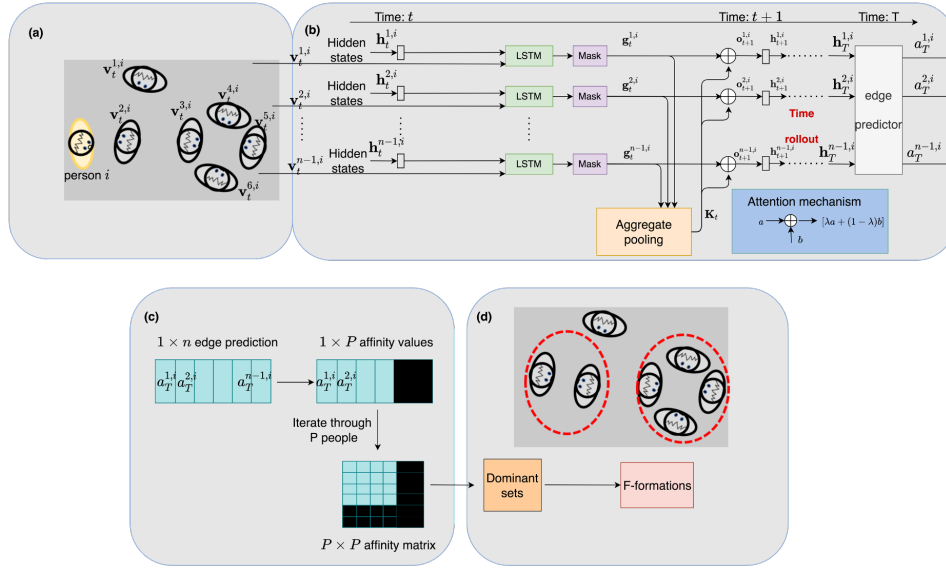 (a)
v_t^{1,i}
v_t^{2,i}
v_t^{3,i}
v_t^{4,i}
v_t^{5,i}
v_t^{6,i}
person i
(b)
Time: t
Time: t + 1
Time: T
Hidden states
h_t^{1,i}
v_t^{1,i}
LSTM
Mask
g_t^{1,i}
o_{t+1}^{1,i}
h_{t+1}^{1,i}
h_T^{1,i}
a_T^{1,i}
Hidden states
h_t^{2,i}
v_t^{2,i}
LSTM
Mask
g_t^{2,i}
o_{t+1}^{2,i}
h_{t+1}^{2,i}
h_T^{2,i}
a_T^{2,i}
Time
rollout
edge
predictor
Hidden states
h_t^{n-1,i}
v_t^{n-1,i}
LSTM
Mask
g_t^{n-1,i}
o_{t+1}^{n-1,i}
h_{t+1}^{n-1,i}
h_T^{n-1,i}
a_T^{n-1,i}
Aggregate
pooling
K_t
Attention mechanism
a
[λa + (1 − λ)b]
b
(c)
1 × n edge prediction
1 × P affinity values
a_T^{1,i} a_T^{2,i} a_T^{n-1,i}
a_T^{1,i} a_T^{2,i}
Iterate through
P people
P × P affinity matrix
(d)
Dominant
sets
F-formations